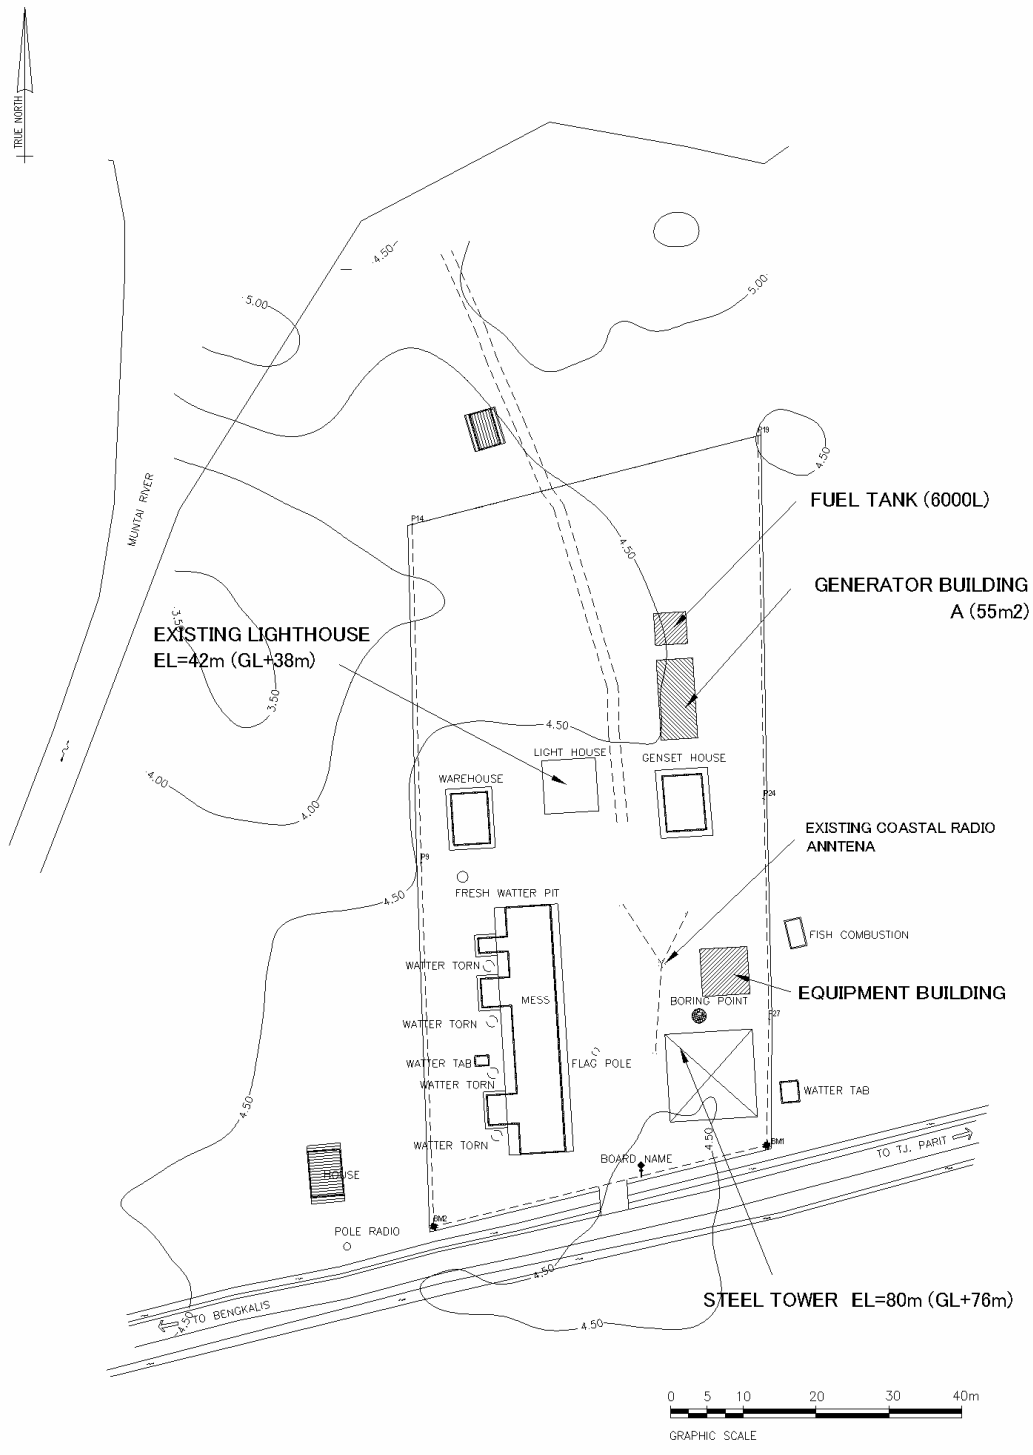 TRUE NORTH
4.50
5.00
5.00
P19
4.50
MUNTAI RIVER
FUEL TANK (6000L)
P14
4.50
GENERATOR BUILDING
A (55m2)
3.50
EXISTING LIGHTHOUSE
EL=42m (GL+38m)
3.50
4.50
LIGHT HOUSE
GENSET HOUSE
4.00
WAREHOUSE
P24
4.00
EXISTING COASTAL RADIO
ANNTENA
P9
4.50
FRESH WATTER PIT
FISH COMBUSTION
WATTER TORN
EQUIPMENT BUILDING
MESS
BORING POINT
P27
WATTER TORN
WATTER TAB
FLAG POLE
WATTER TORN
WATTER TAB
4.50
4.50
WATTER TORN
BM1
TO TJ. PARIT
BOARD NAME
HOUSE
BM2
POLE RADIO
4.50
STEEL TOWER EL=80m (GL+76m)
TO BENGKALIS
4.50
4.50
0 5 10 20 30 40m
GRAPHIC SCALE